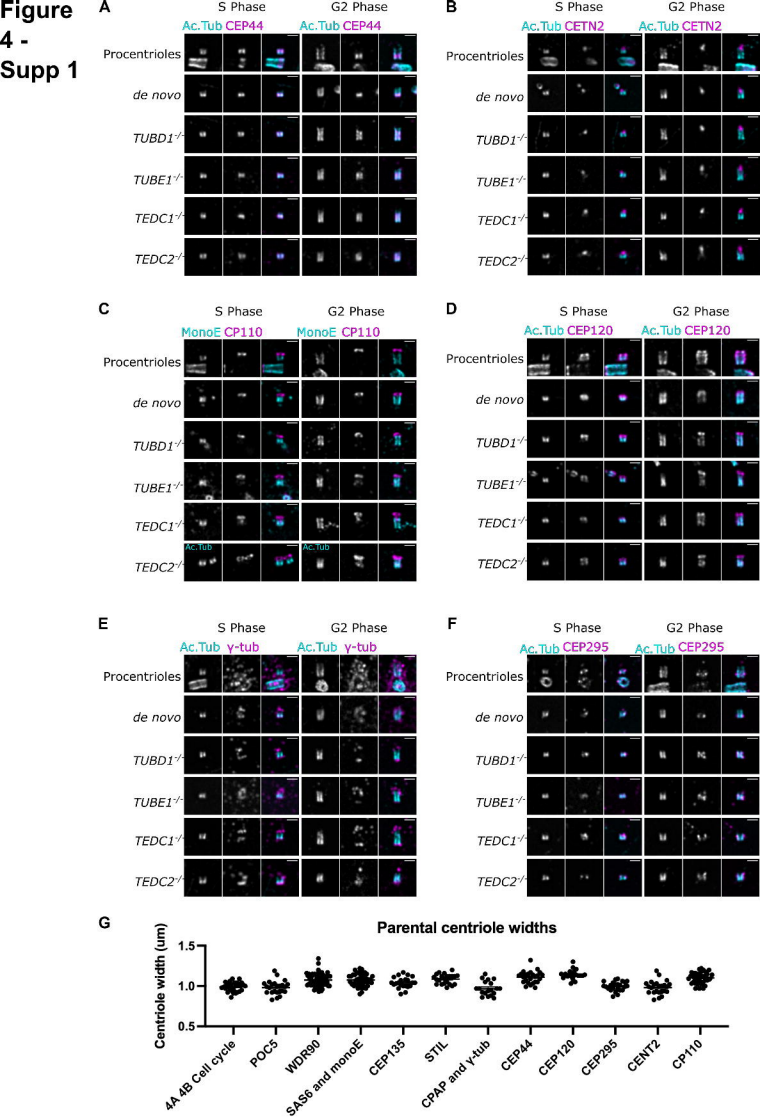 Figure
4 -
Supp 1
A
S Phase
G2 Phase
Ac.Tub CEP44
Ac.Tub CEP44
Procentrioles
de novo
TUBD1-/-
TUBE1-/-
TEDC1-/-
TEDC2-/-
B
S Phase
G2 Phase
Ac.Tub CETN2
Ac.Tub CETN2
Procentrioles
de novo
TUBD1-/-
TUBE1-/-
TEDC1-/-
TEDC2-/-
C
S Phase
G2 Phase
MonoE CP110
MonoE CP110
Procentrioles
de novo
TUBD1-/-
TUBE1-/-
TEDC1-/-
Ac.Tub
Ac.Tub
TEDC2-/-
D
S Phase
G2 Phase
Ac.Tub CEP120
Ac.Tub CEP120
Procentrioles
de novo
TUBD1-/-
TUBE1-/-
TEDC1-/-
TEDC2-/-
E
S Phase
G2 Phase
Ac.Tub γ-tub
Ac.Tub γ-tub
Procentrioles
de novo
TUBD1-/-
TUBE1-/-
TEDC1-/-
TEDC2-/-
F
S Phase
G2 Phase
Ac.Tub CEP295
Ac.Tub CEP295
Procentrioles
de novo
TUBD1-/-
TUBE1-/-
TEDC1-/-
TEDC2-/-
G
Parental centriole widths
Centriole width (um)
1.5
1.0
0.5
4A 4B Cell cycle
POC5
WDR90
SAS6 and monoE
CEP135
STIL
CPAP and γ-tub
CEP44
CEP120
CEP295
CENT2
CP110